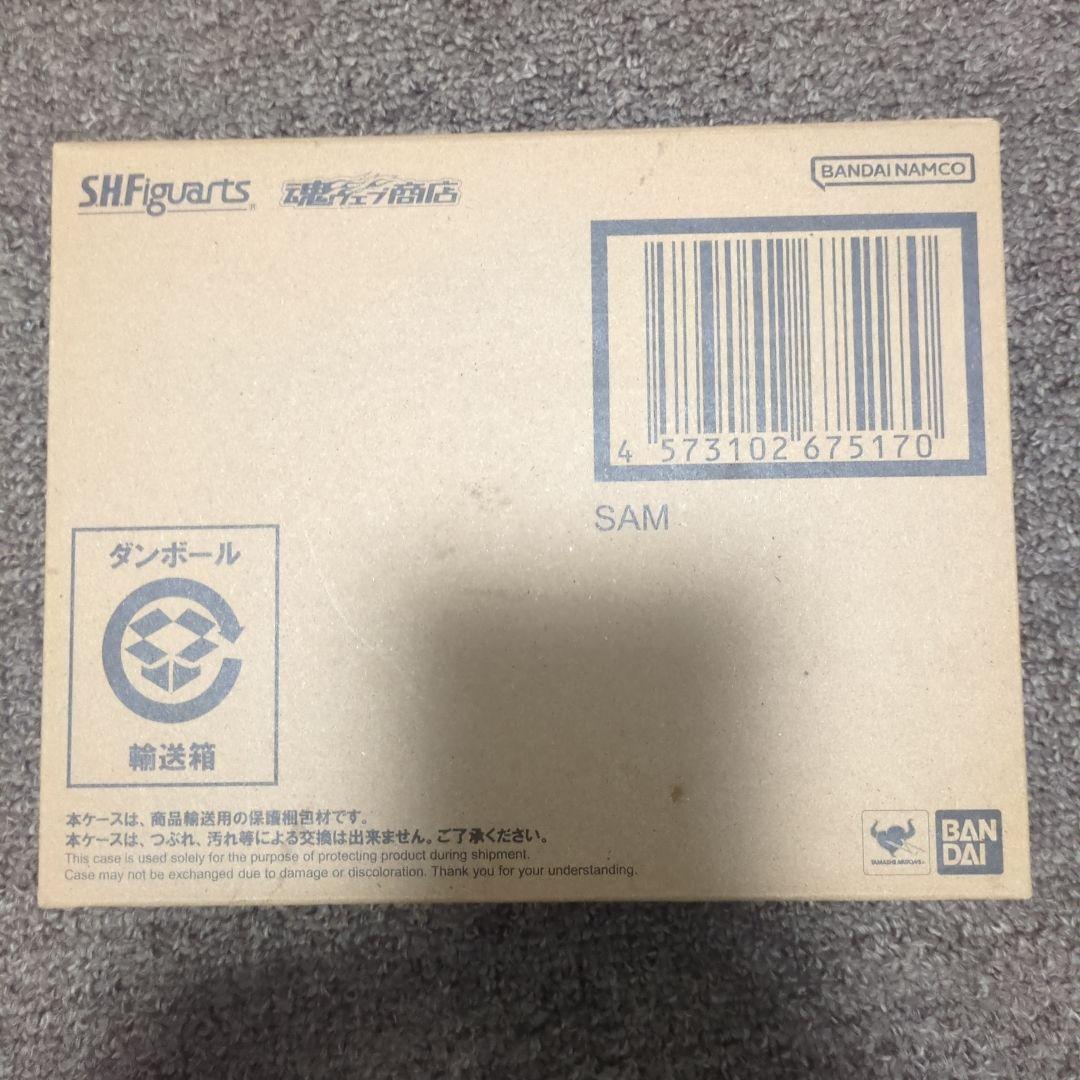 S.H.Figuarts
魂ウェブ商店
BANDAI NAMCO
4 573102 675170
SAM
ダンボール
輸送箱
本ケースは、商品輸送用の保護梱包材です。
本ケースは、つぶれ、汚れ等による交換は出来ません。ご了承ください。
This case is used solely for the purpose of protecting product during shipment.
Case may not be exchanged due to damage or discoloration. Thank you for your understanding.
TAMASHII NATIONS
BAN
DAI